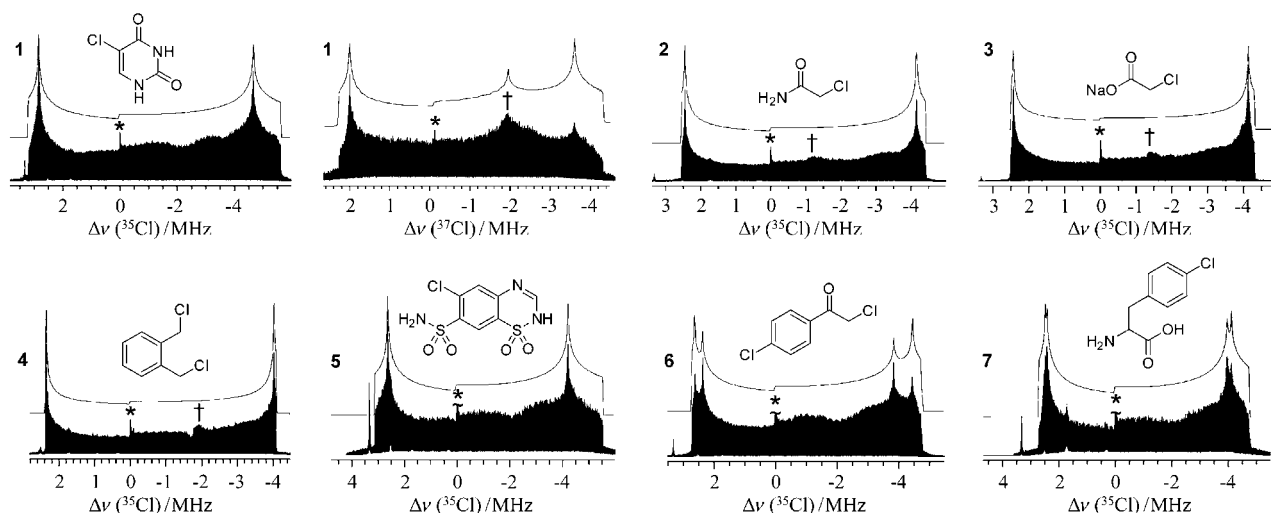 1
O
Cl
NH
N
H
O
*
2 0 -2 -4
Δν (³⁵Cl) /MHz
1
†
*
2 1 0 -1 -2 -3 -4
Δν (³⁷Cl) /MHz
2
O
H₂N
Cl
*
†
3 2 1 0 -1 -2 -3 -4
Δν (³⁵Cl) /MHz
3
O
NaO
Cl
*
†
3 2 1 0 -1 -2 -3 -4
Δν (³⁵Cl) /MHz
4
Cl
Cl
*
†
2 1 0 -1 -2 -3 -4
Δν (³⁵Cl) /MHz
5
Cl
N
H₂N
S
S
NH
O O
O O
*
~
4 2 0 -2 -4
Δν (³⁵Cl) /MHz
6
O
Cl
Cl
*
~
2 0 -2 -4
Δν (³⁵Cl) /MHz
7
Cl
OH
H₂N
O
*
~
4 2 0 -2 -4
Δν (³⁵Cl) /MHz